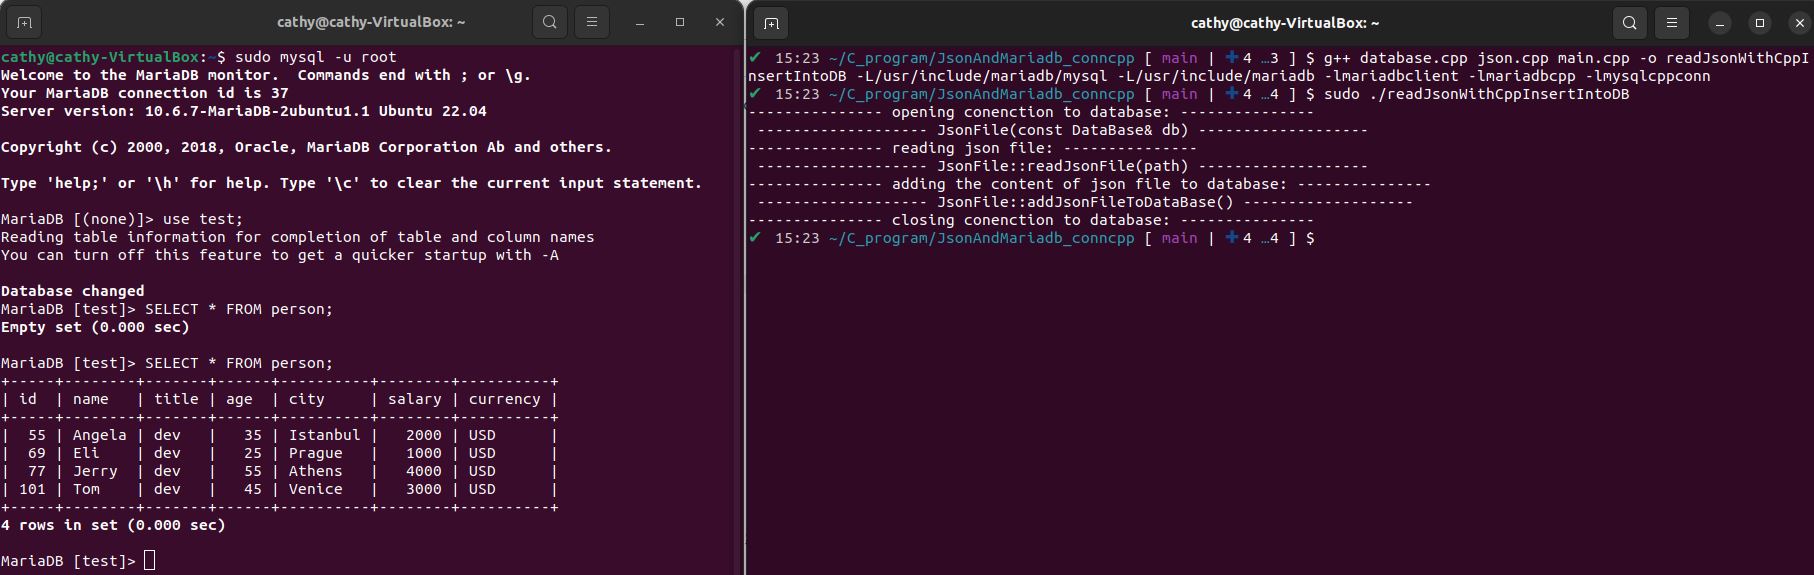 cathy@cathy-VirtualBox: ~
cathy@cathy-VirtualBox:~$ sudo mysql -u root
Welcome to the MariaDB monitor.  Commands end with ; or \g.
Your MariaDB connection id is 37
Server version: 10.6.7-MariaDB-2ubuntu1.1 Ubuntu 22.04

Copyright (c) 2000, 2018, Oracle, MariaDB Corporation Ab and others.

Type 'help;' or '\h' for help. Type '\c' to clear the current input statement.

MariaDB [(none)]> use test;
Reading table information for completion of table and column names
You can turn off this feature to get a quicker startup with -A

Database changed
MariaDB [test]> SELECT * FROM person;
Empty set (0.000 sec)

MariaDB [test]> SELECT * FROM person;
+-----+--------+-------+------+----------+--------+----------+
| id  | name   | title | age  | city     | salary | currency |
+-----+--------+-------+------+----------+--------+----------+
|  55 | Angela | dev   |   35 | Istanbul |   2000 | USD      |
|  69 | Eli    | dev   |   25 | Prague   |   1000 | USD      |
|  77 | Jerry  | dev   |   55 | Athens   |   4000 | USD      |
| 101 | Tom    | dev   |   45 | Venice   |   3000 | USD      |
+-----+--------+-------+------+----------+--------+----------+
4 rows in set (0.000 sec)

MariaDB [test]>
cathy@cathy-VirtualBox: ~
✔ 15:23 ~/C_program/JsonAndMariadb_conncpp [ main | ✚ 4 …3 ] $ g++ database.cpp json.cpp main.cpp -o readJsonWithCppI
nsertIntoDB -L/usr/include/mariadb/mysql -L/usr/include/mariadb -lmariadbclient -lmariadbcpp -lmysqlcppconn
✔ 15:23 ~/C_program/JsonAndMariadb_conncpp [ main | ✚ 4 …4 ] $ sudo ./readJsonWithCppInsertIntoDB
--------------- opening conenction to database: ---------------
 ------------------- JsonFile(const DataBase& db) -------------------
--------------- reading json file: ---------------
 ------------------- JsonFile::readJsonFile(path) -------------------
--------------- adding the content of json file to database: ---------------
 ------------------- JsonFile::addJsonFileToDataBase() -------------------
--------------- closing conenction to database: ---------------
✔ 15:23 ~/C_program/JsonAndMariadb_conncpp [ main | ✚ 4 …4 ] $